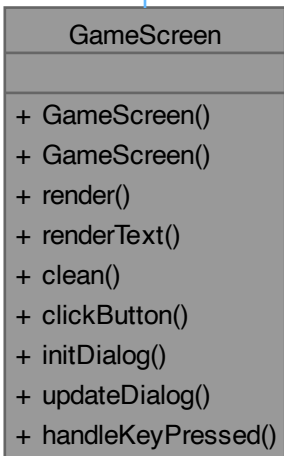 GameScreen
+ GameScreen()
+ GameScreen()
+ render()
+ renderText()
+ clean()
+ clickButton()
+ initDialog()
+ updateDialog()
+ handleKeyPressed()